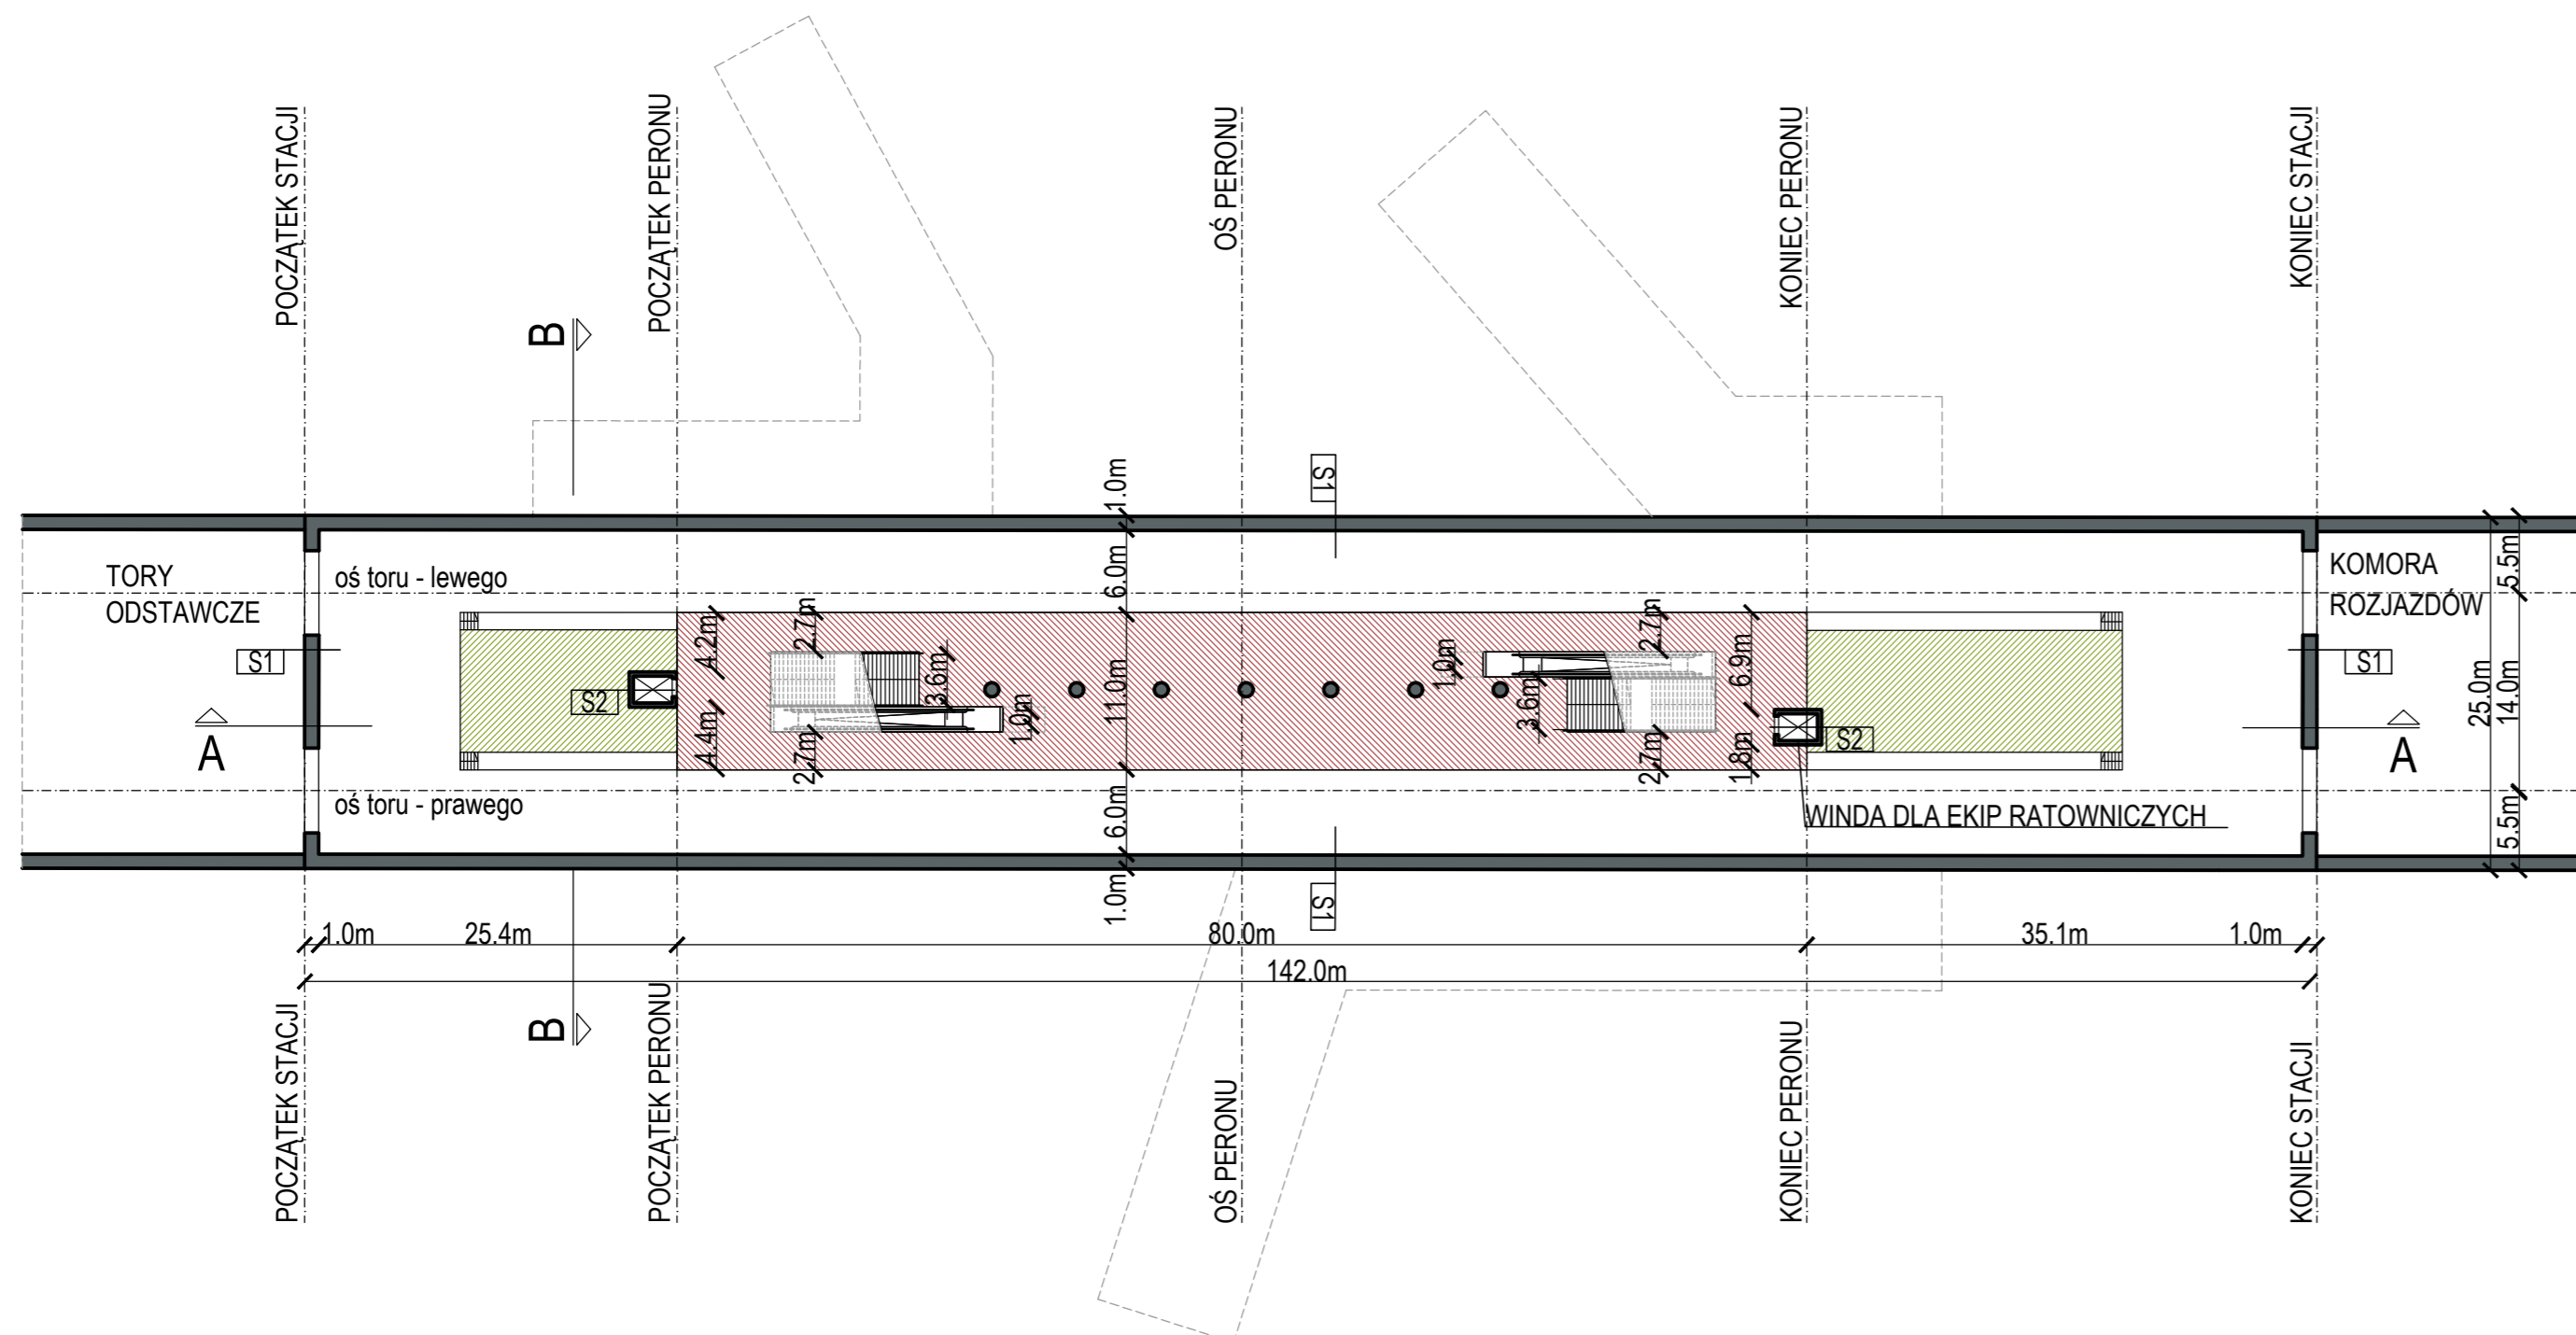 POCZĄTEK STACJI
POCZĄTEK PERONU
OŚ PERONU
KONIEC PERONU
KONIEC STACJI
B
S1
1.0m
TORY
ODSTAWCZE
oś toru - lewego
6.0m
KOMORA
ROZJAZDÓW
5.5m
S1
S2
A
4.2m
4.4m
2.7m
2.7m
3.6m
1.0m
11.0m
1.0m
3.6m
2.7m
2.7m
6.9m
1.8m
S2
S1
A
25.0m
14.0m
oś toru - prawego
6.0m
WINDA DLA EKIP RATOWNICZYCH
5.5m
1.0m
S1
1.0m
25.4m
80.0m
35.1m
1.0m
142.0m
B
POCZĄTEK STACJI
POCZĄTEK PERONU
OŚ PERONU
KONIEC PERONU
KONIEC STACJI